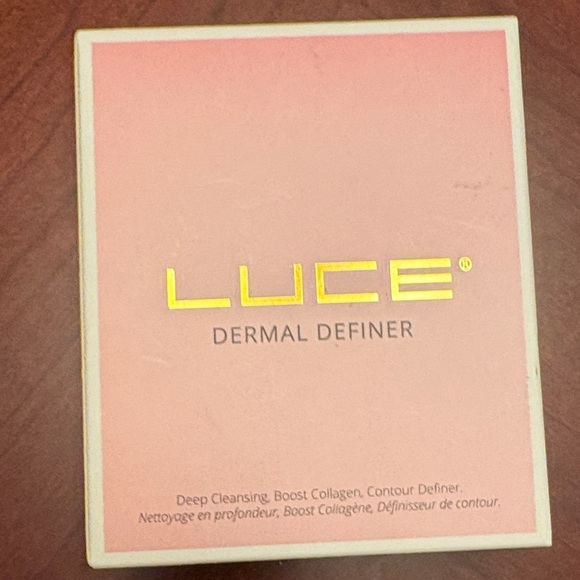 LUCE®
DERMAL DEFINER
Deep Cleansing, Boost Collagen, Contour Definer.
Nettoyage en profondeur, Boost Collagène, Définisseur de contour.